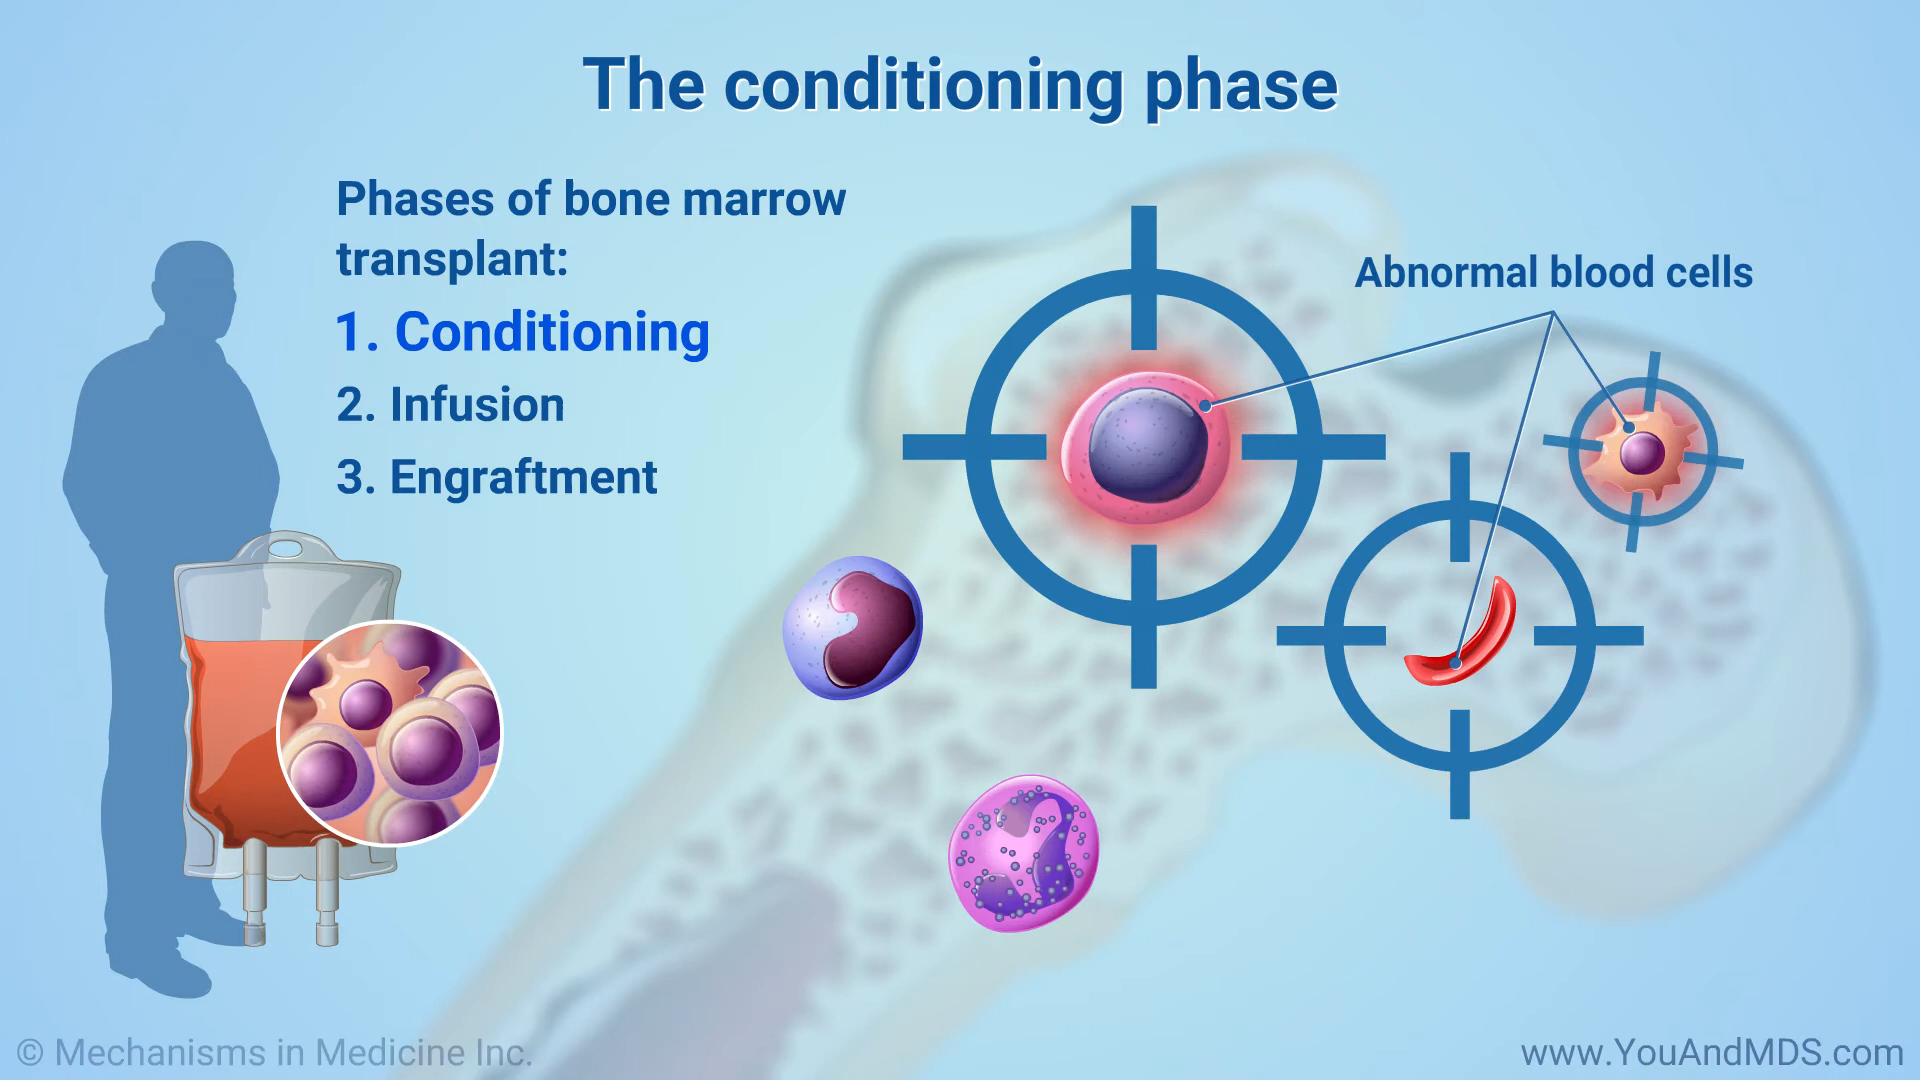 The conditioning phase
Phases of bone marrow
transplant:
1. Conditioning
2. Infusion
3. Engraftment
Abnormal blood cells
© Mechanisms in Medicine Inc.
www.YouAndMDS.com